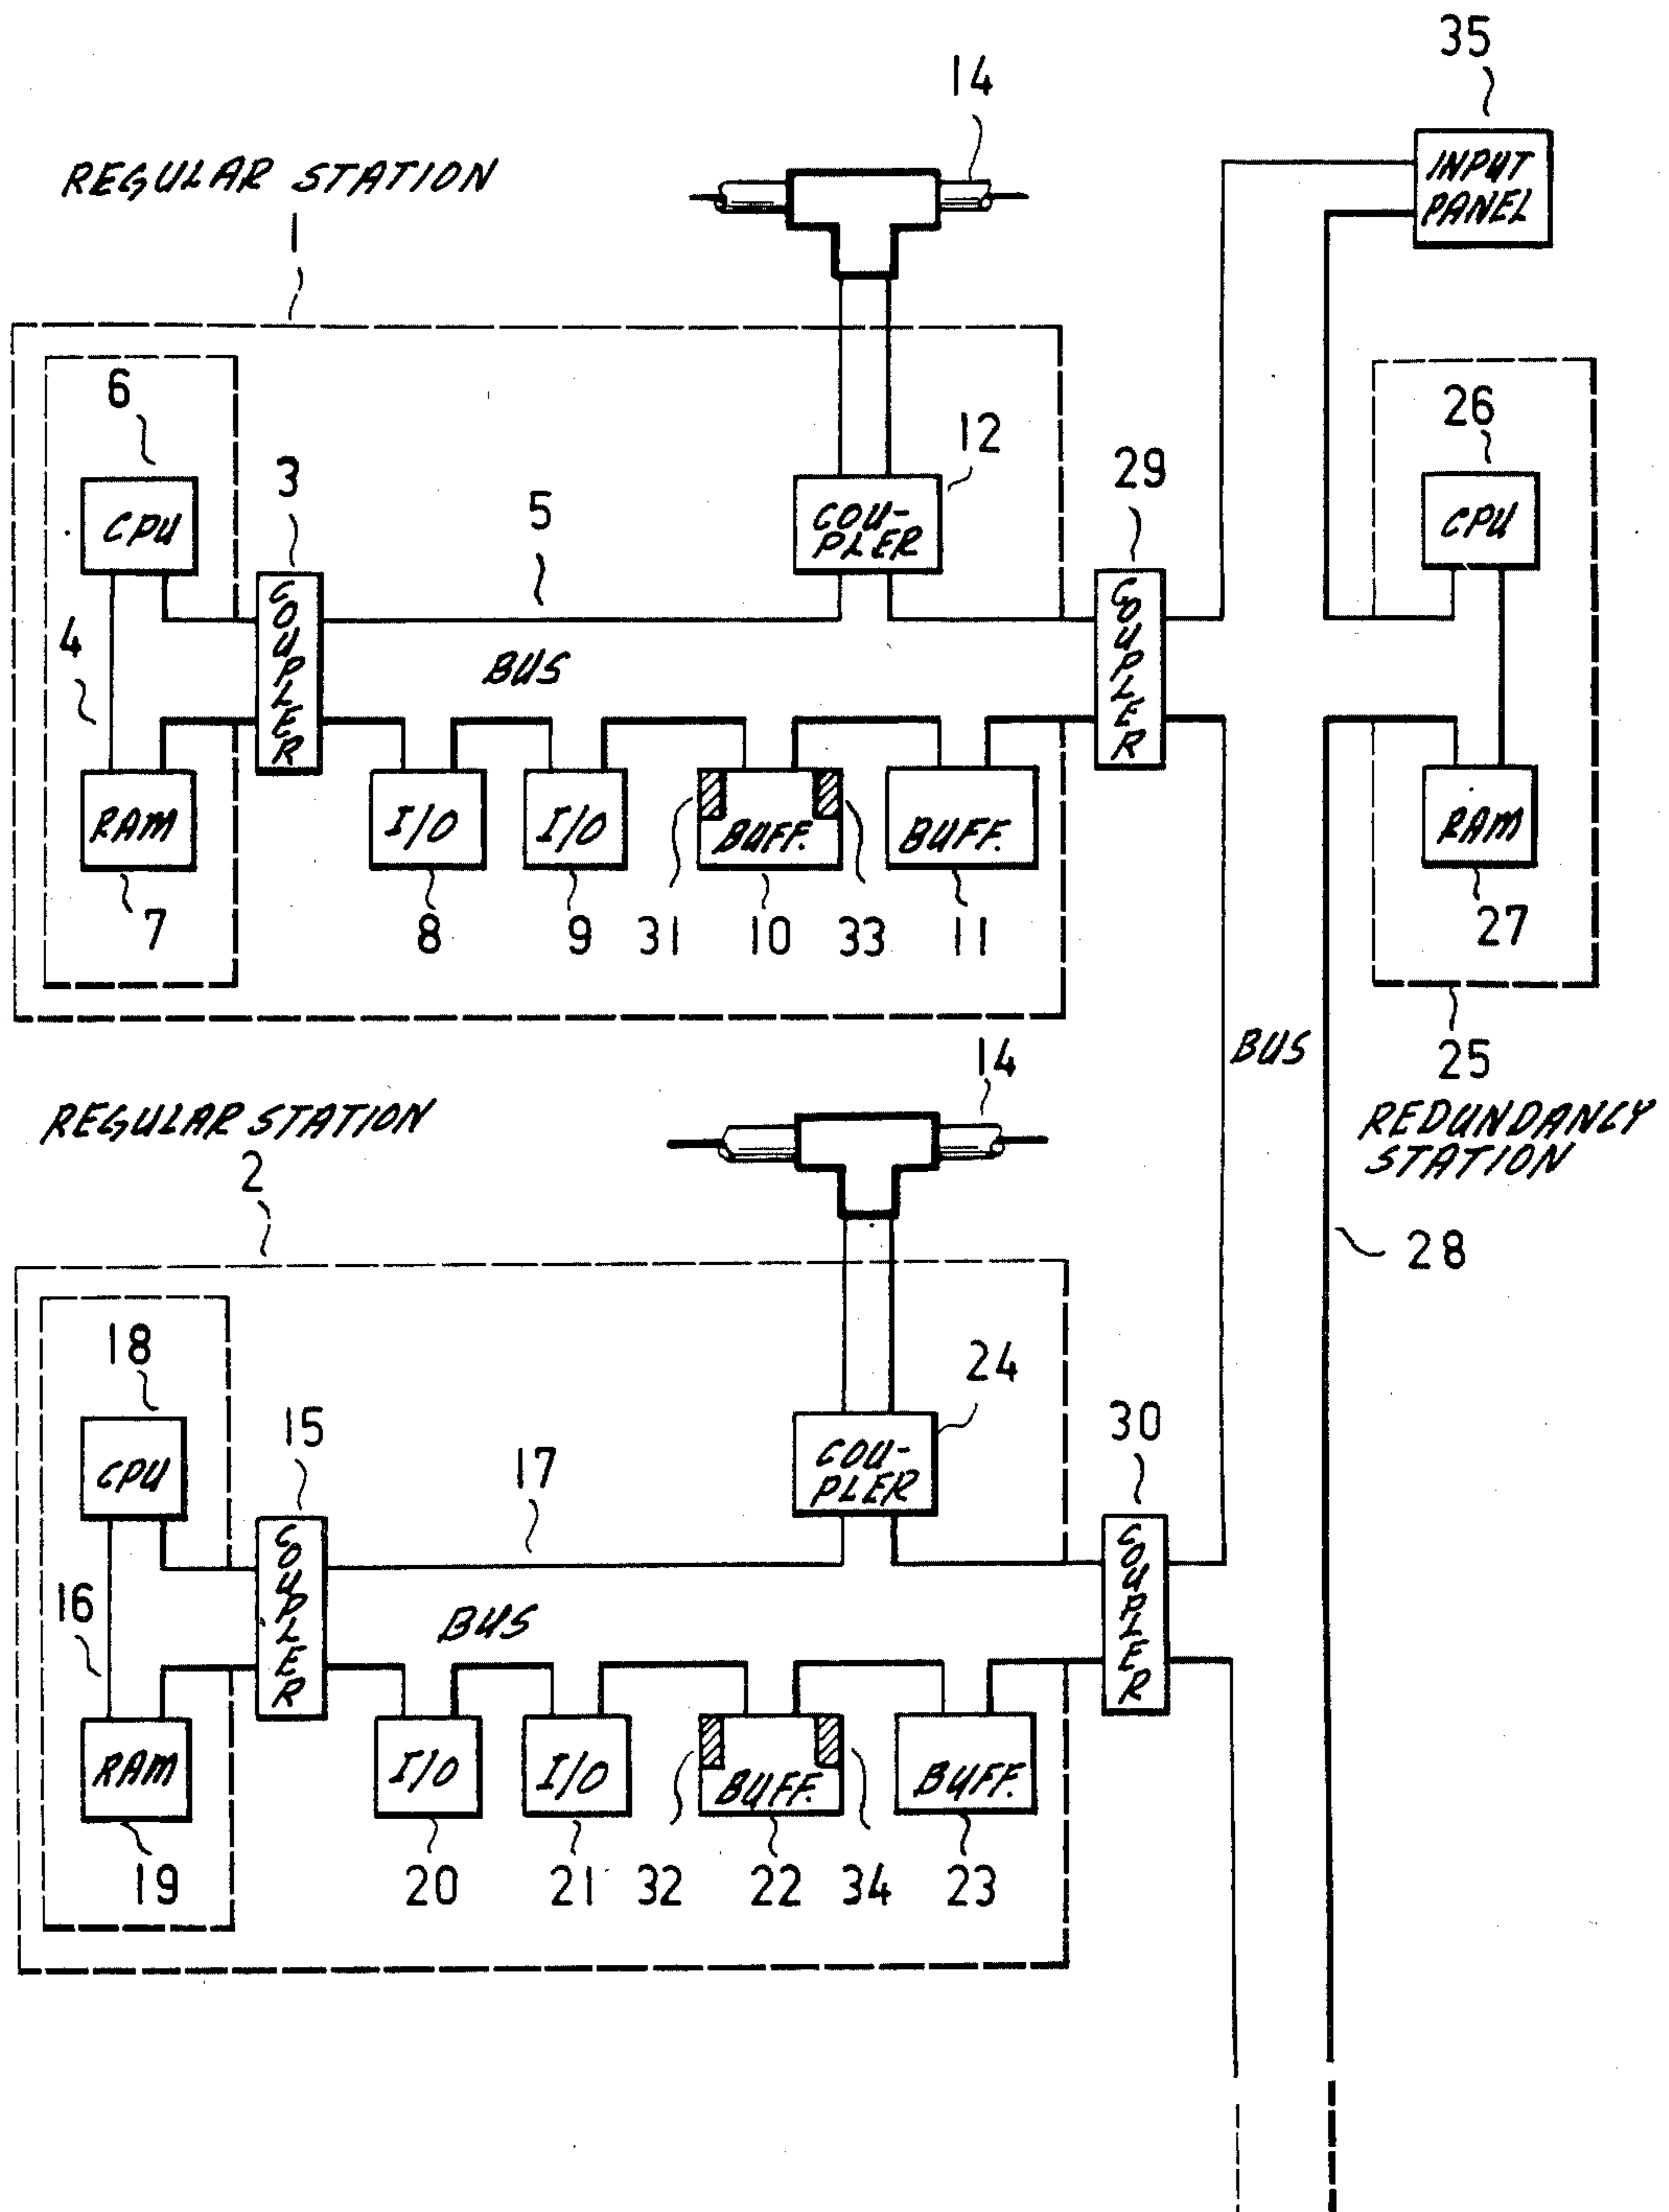 35
14
REGULAR STATION
1
INPUT
PANEL
6
CPU
3
5
12
COU-
PLER
29
26
CPU
4
COUPLER
BUS
COUPLER
RAM
7
I/O
8
I/O
9
31
BUFF.
10
33
BUFF.
11
RAM
27
25
REDUNDANCY
STATION
BUS
28
14
REGULAR STATION
2
18
CPU
15
17
24
COU-
PLER
30
16
COUPLER
BUS
COUPLER
RAM
19
I/O
20
I/O
21
32
BUFF.
22
34
BUFF.
23